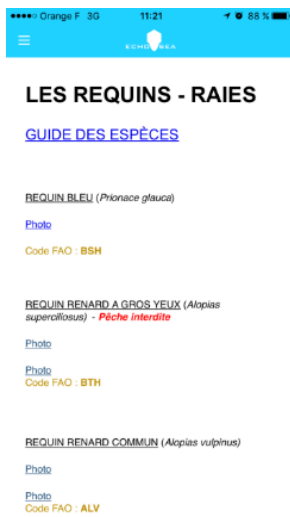 Orange F 3G 11:21 88 %
ECHO SEA
LES REQUINS - RAIES
GUIDE DES ESPÈCES
REQUIN BLEU (Prionace glauca)
Photo
Code FAO : BSH
REQUIN RENARD A GROS YEUX (Alopias
superciliosus) - Pêche interdite
Photo
Photo
Code FAO : BTH
REQUIN RENARD COMMUN (Alopias vulpinus)
Photo
Photo
Code FAO : ALV